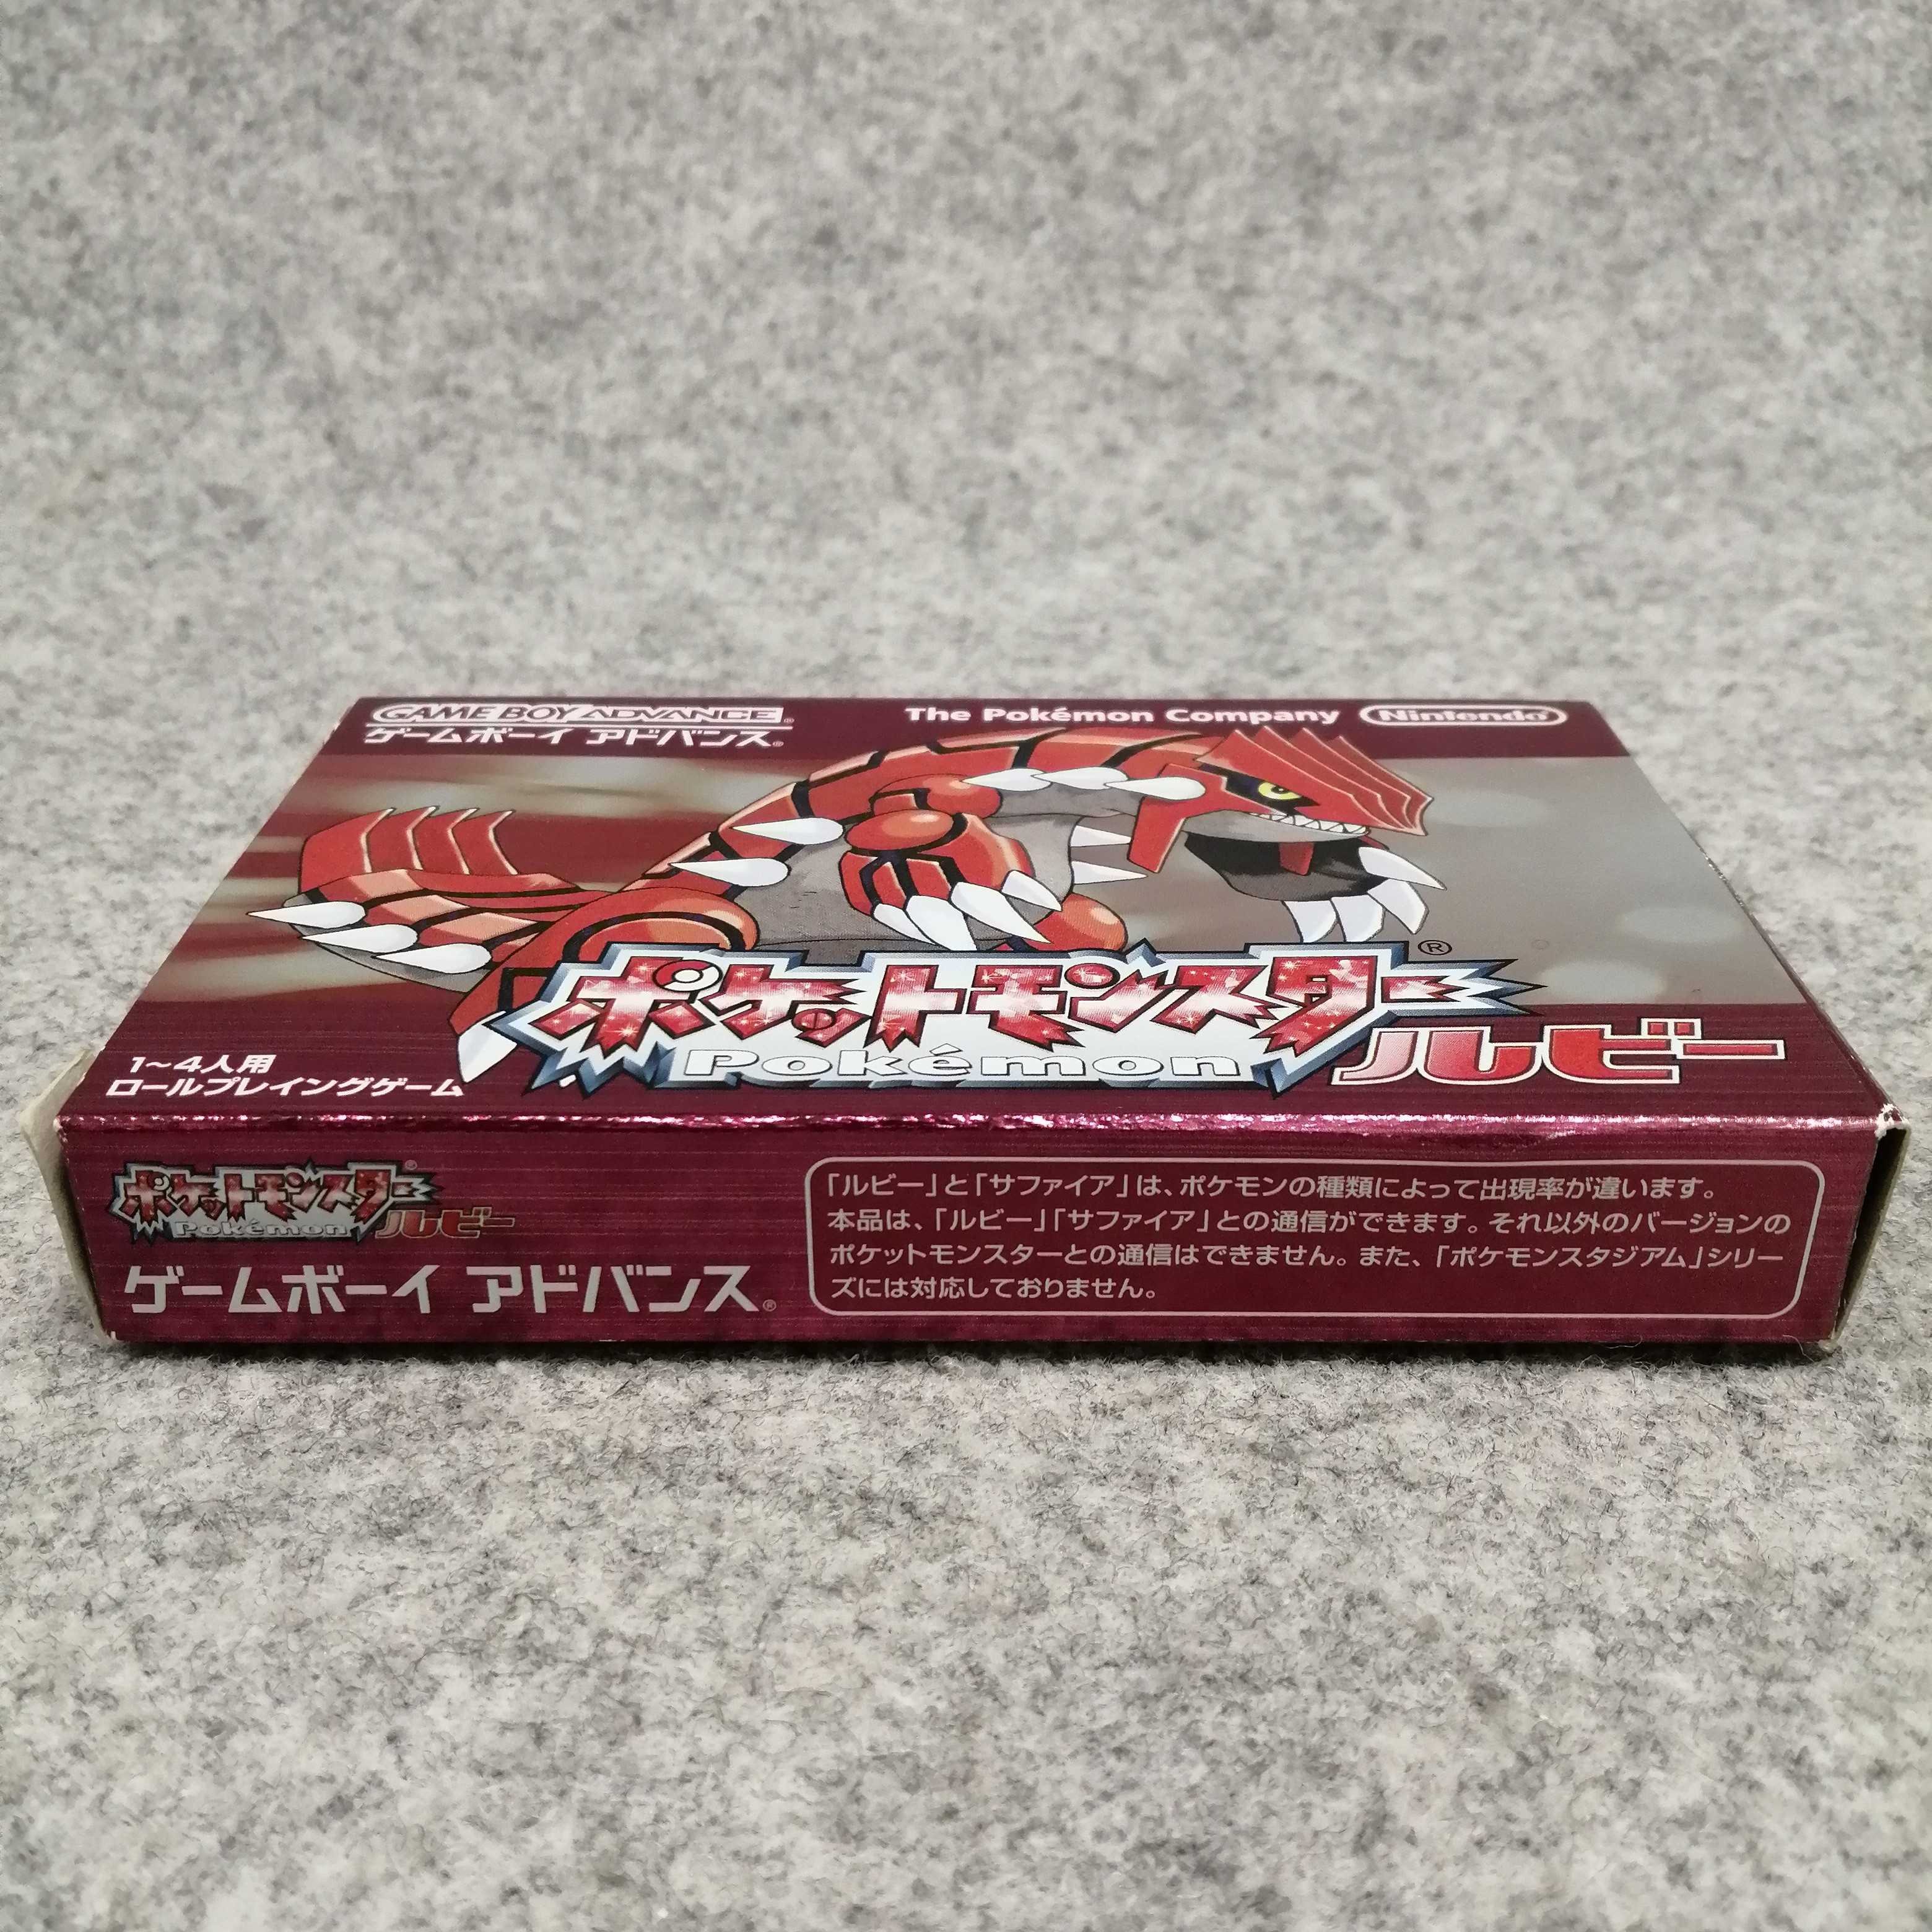 GAME BOY ADVANCE
ゲームボーイ アドバンス®
The Pokémon Company Nintendo®
ポケットモンスター®
Pokémon ルビー
1〜4人用
ロールプレイングゲーム
ポケットモンスター®
Pokémon ルビー
ゲームボーイ アドバンス®
「ルビー」と「サファイア」は、ポケモンの種類によって出現率が違います。
本品は、「ルビー」「サファイア」との通信ができます。それ以外のバージョンの
ポケットモンスターとの通信はできません。また、「ポケモンスタジアム」シリー
ズには対応しておりません。